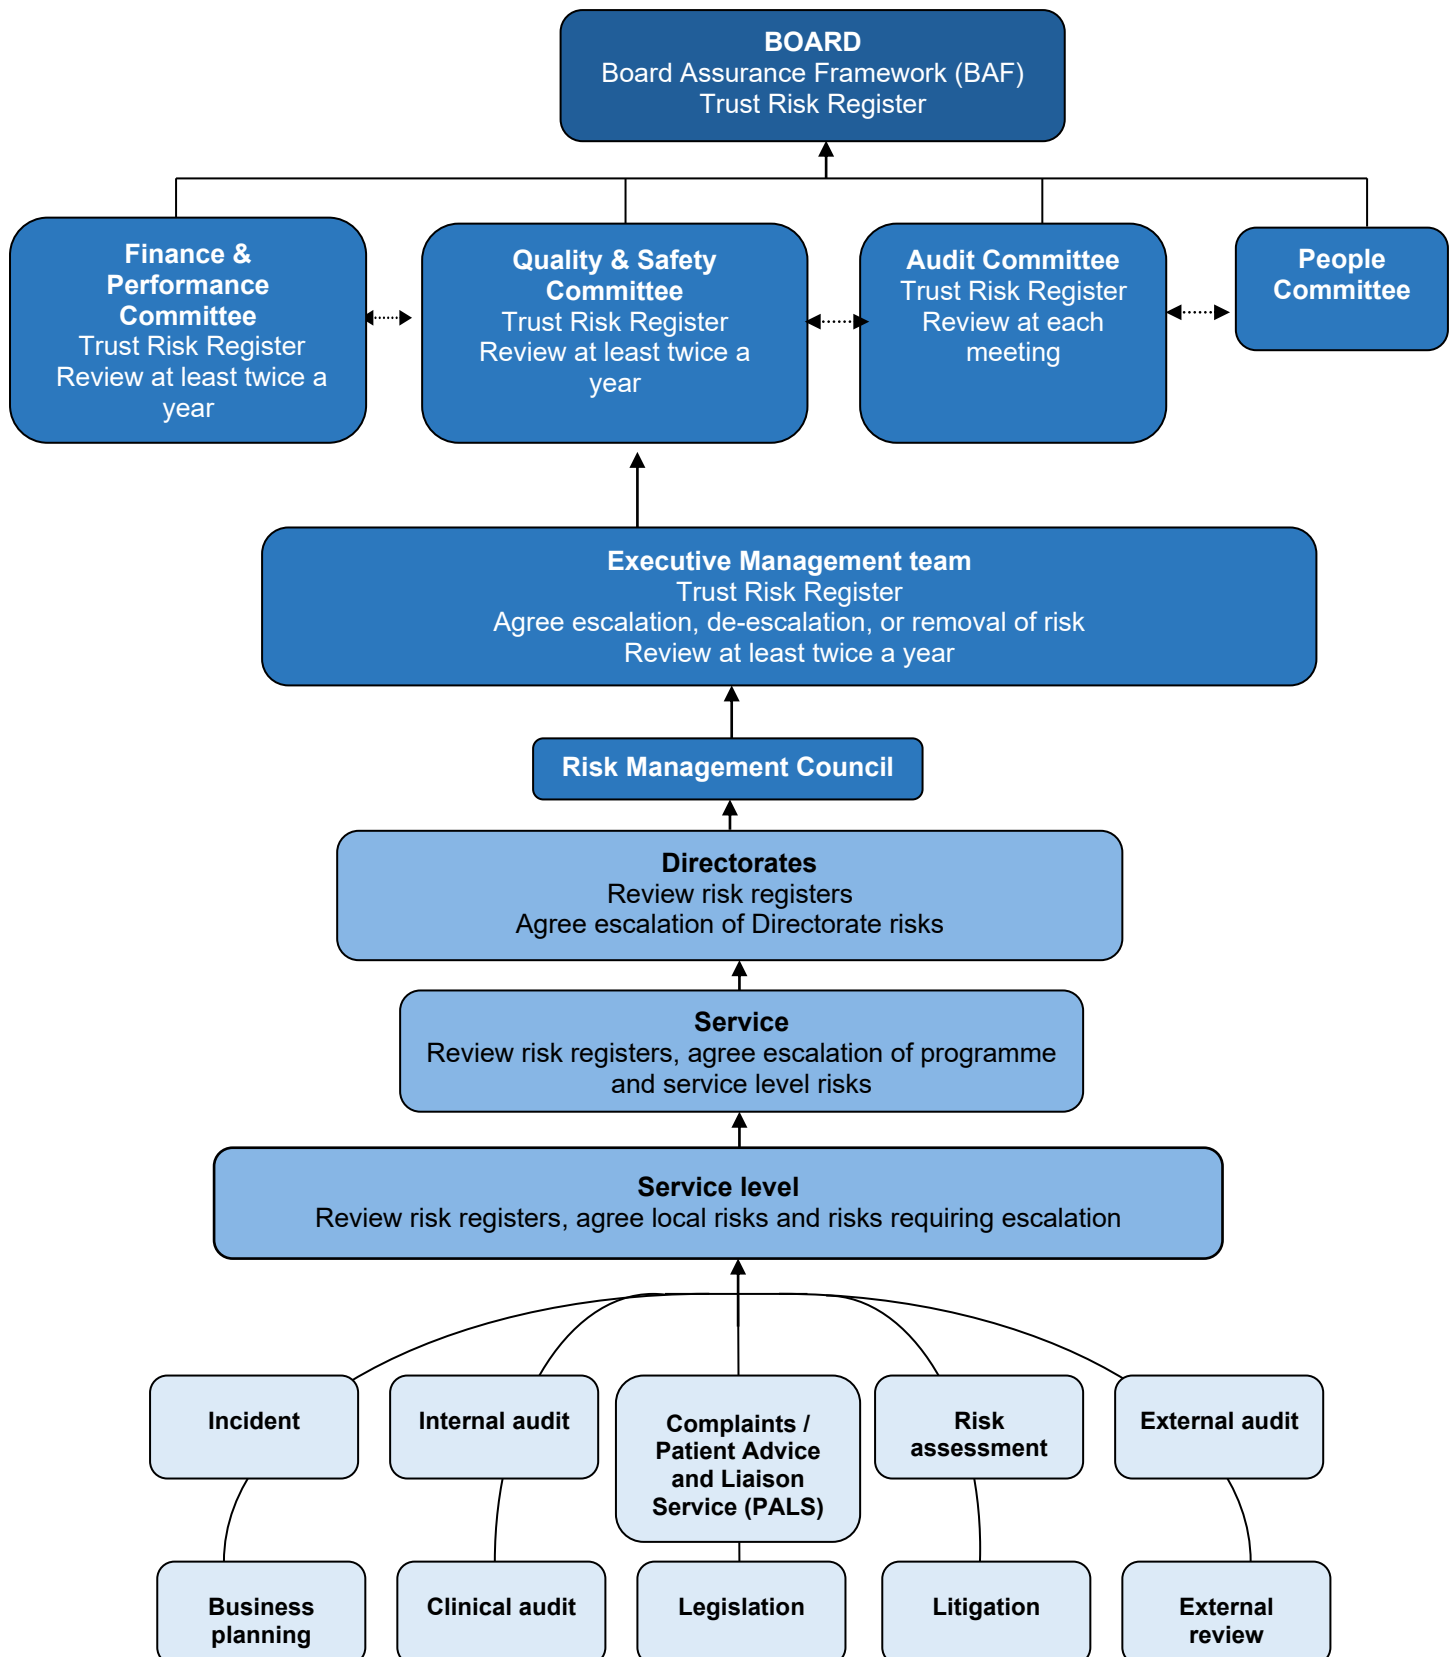 BOARD
Board Assurance Framework (BAF)
Trust Risk Register
Finance &
Performance
Committee
Trust Risk Register
Review at least twice a
year
Quality & Safety
Committee
Trust Risk Register
Review at least twice a
year
Audit Committee
Trust Risk Register
Review at each
meeting
People
Committee
Executive Management team
Trust Risk Register
Agree escalation, de-escalation, or removal of risk
Review at least twice a year
Risk Management Council
Directorates
Review risk registers
Agree escalation of Directorate risks
Service
Review risk registers, agree escalation of programme
and service level risks
Service level
Review risk registers, agree local risks and risks requiring escalation
Incident
Internal audit
Complaints /
Patient Advice
and Liaison
Service (PALS)
Risk
assessment
External audit
Business
planning
Clinical audit
Legislation
Litigation
External
review